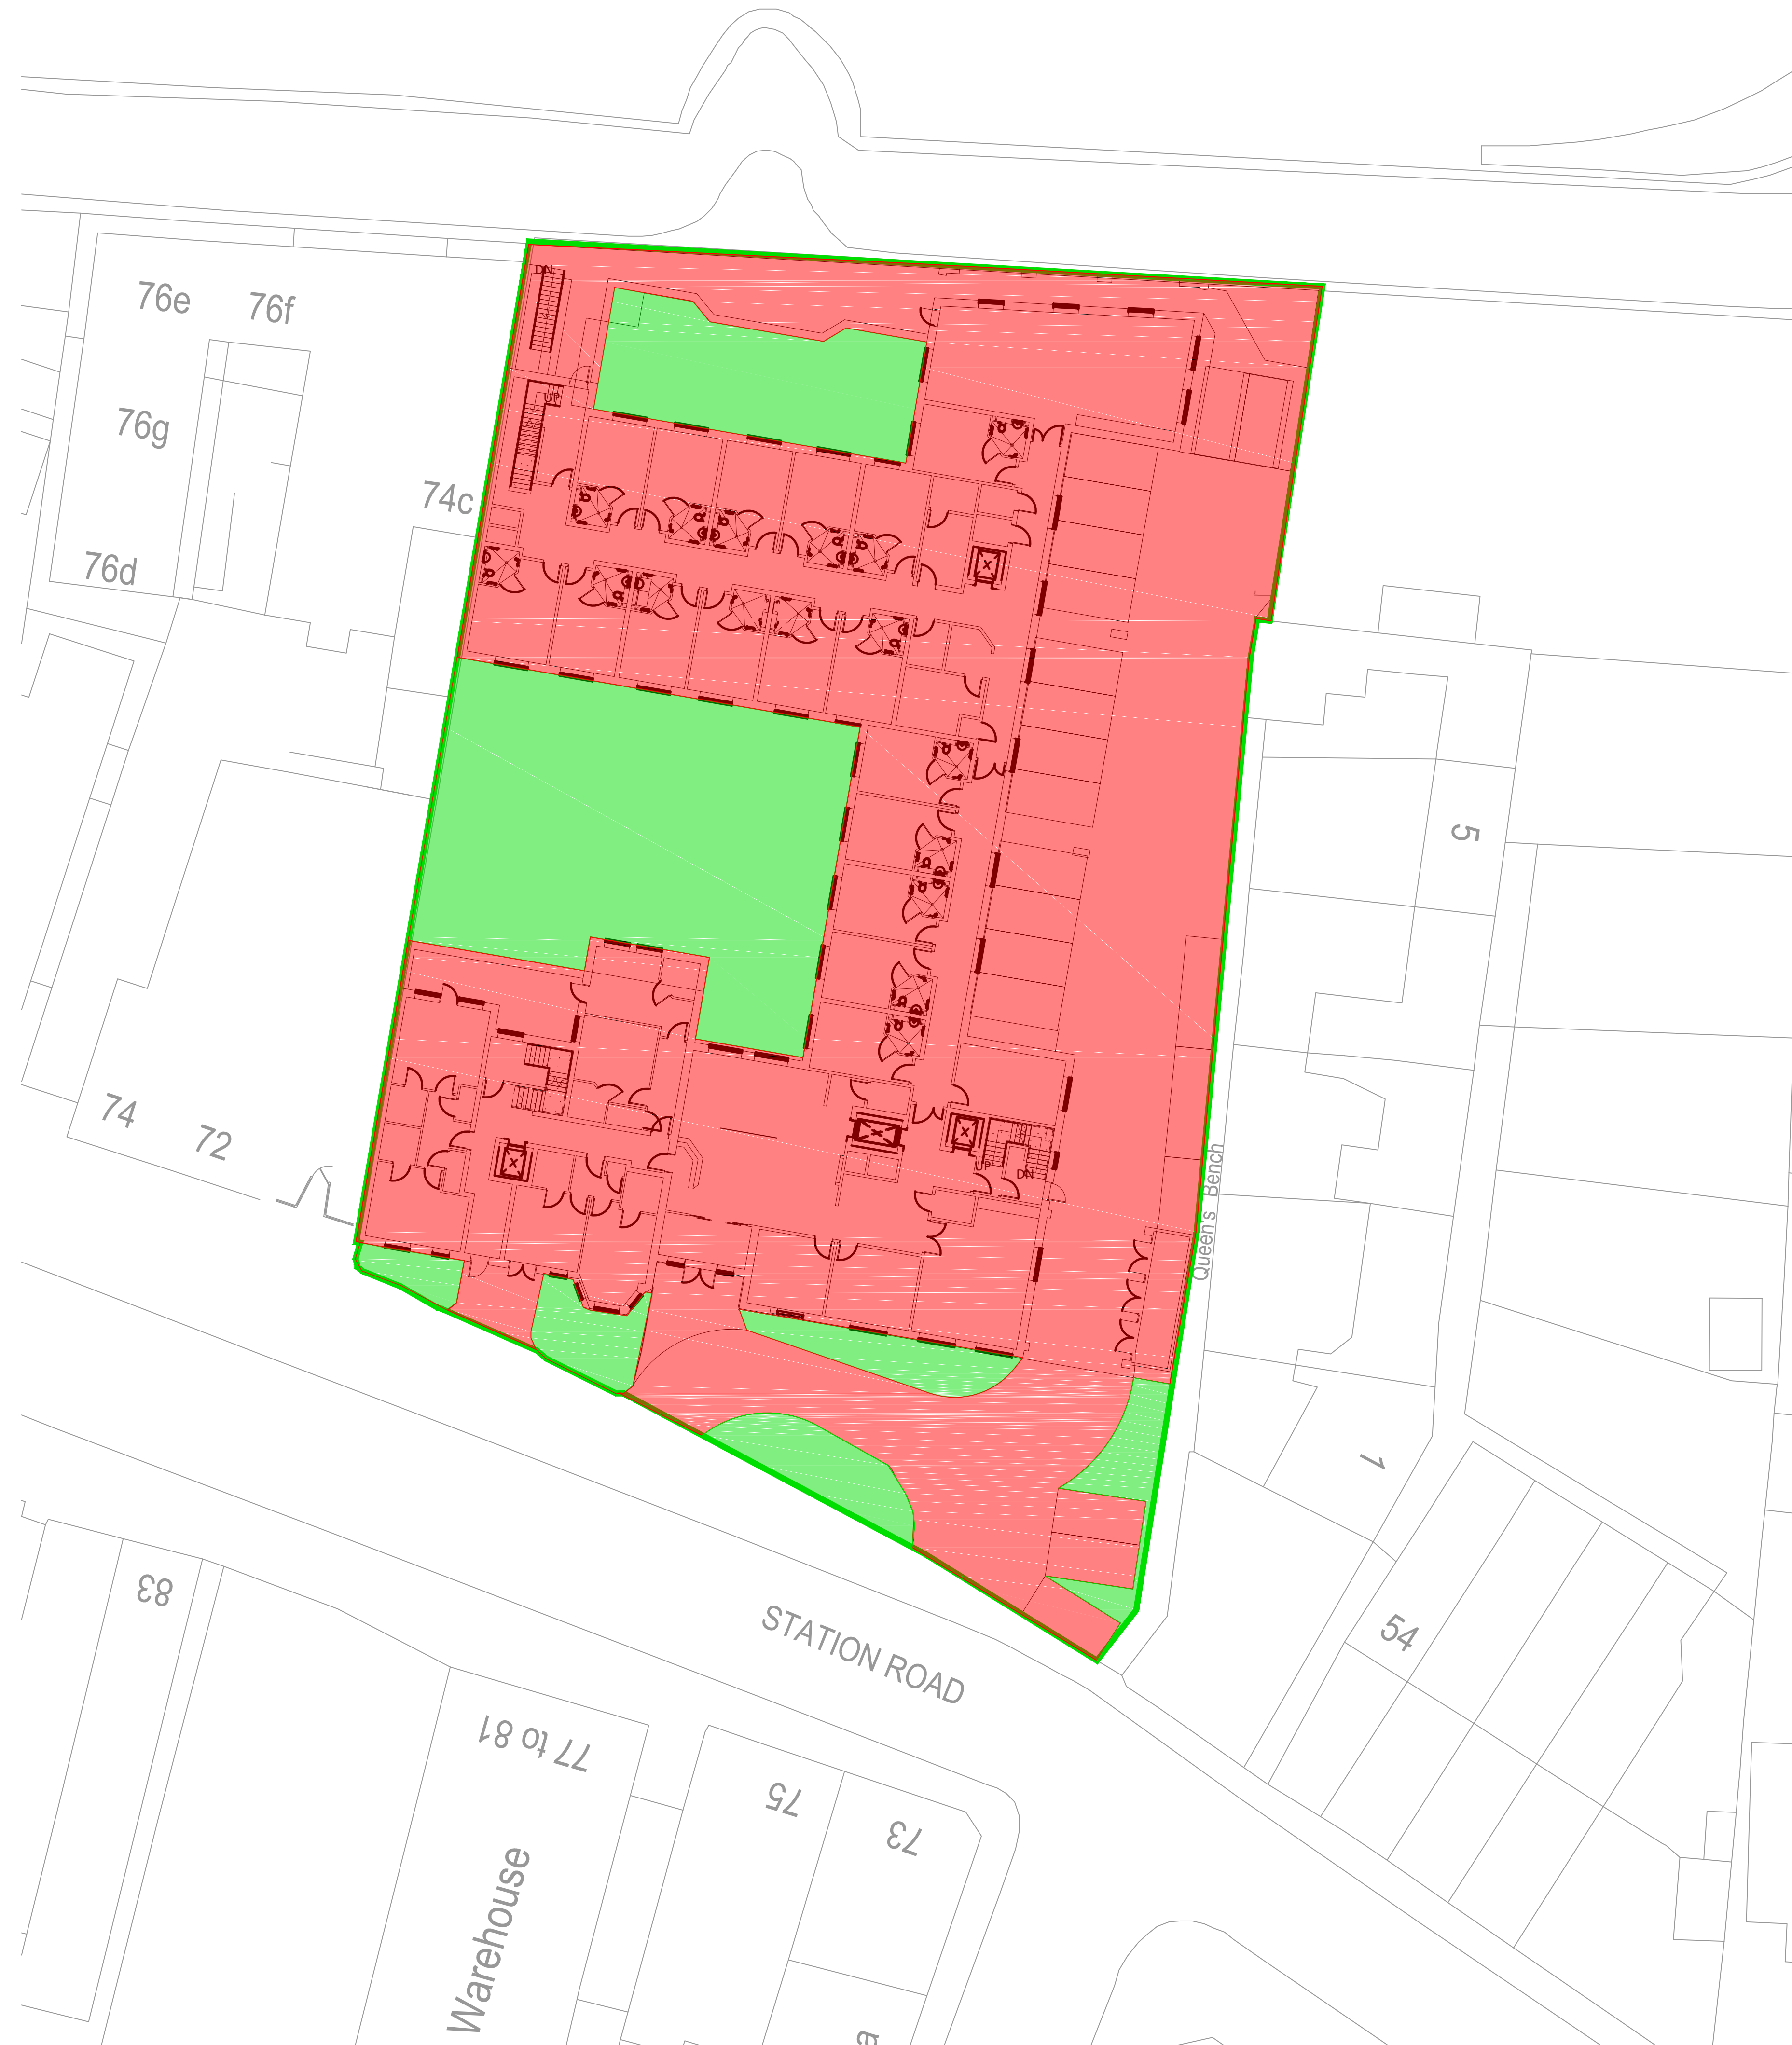 DN
76e
76f
UP
76g
74c
76d
5
74
72
UP
DN
Queen's Bench
1
83
STATION ROAD
54
77 to 81
75
73
Warehouse
a